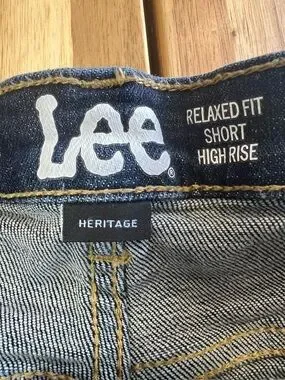 Lee®
RELAXED FIT
SHORT
HIGH RISE
HERITAGE